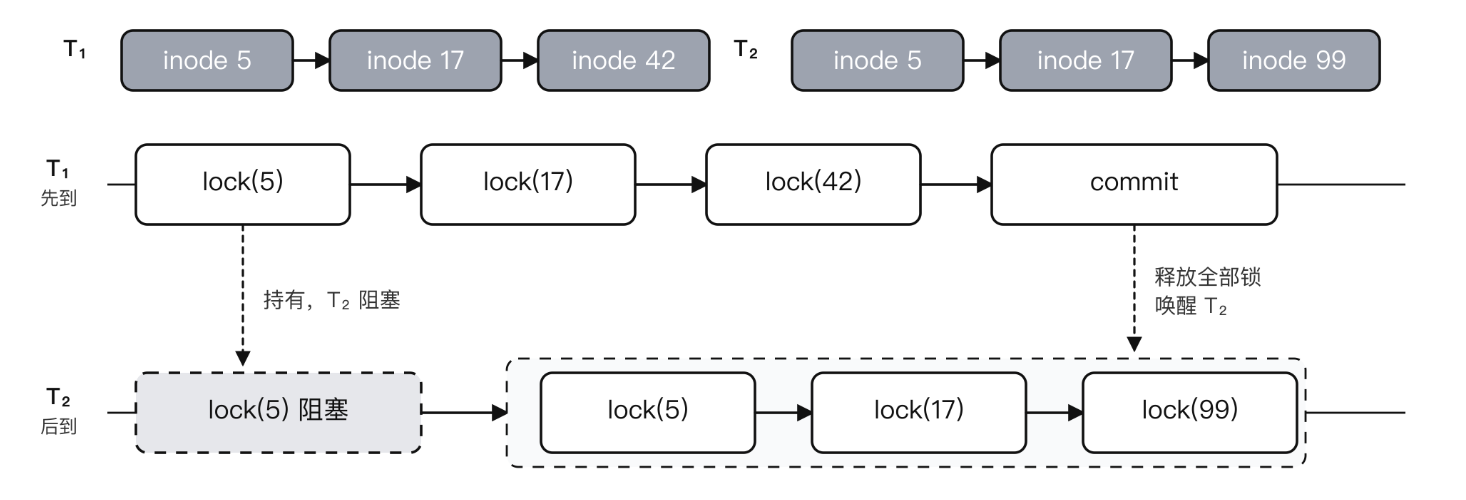 T₁ inode 5 inode 17 inode 42 T₂ inode 5 inode 17 inode 99
T₁ lock(5) lock(17) lock(42) commit
先到
持有，T₂ 阻塞
释放全部锁
唤醒 T₂
T₂ lock(5) 阻塞 lock(5) lock(17) lock(99)
后到